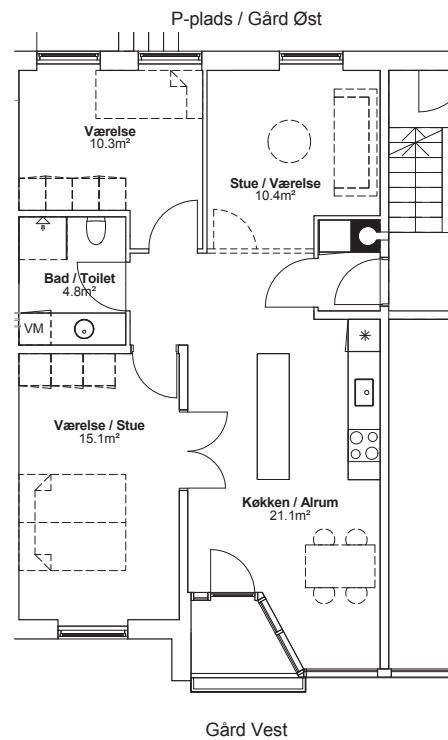 P-plads / Gård Øst
Værelse
10.3m²
Stue / Værelse
10.4m²
Bad / Toilet
4.8m²
VM
Værelse / Stue
15.1m²
Køkken / Alrum
21.1m²
Gård Vest